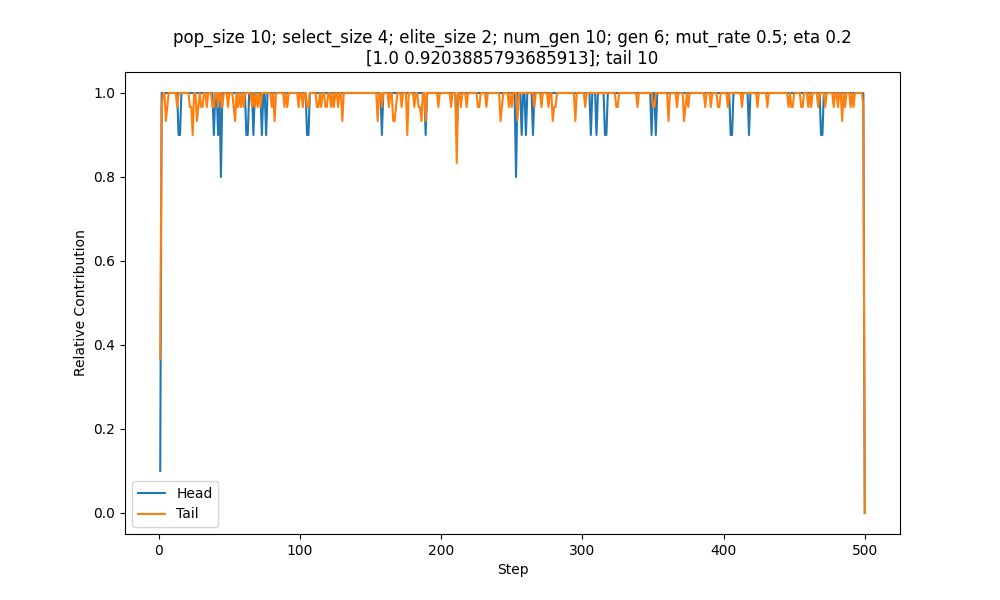 pop_size 10; select_size 4; elite_size 2; num_gen 10; gen 6; mut_rate 0.5; eta 0.2
[1.0 0.9203885793685913]; tail 10
1.0
0.8
0.6
0.4
0.2
0.0
Relative Contribution
Head
Tail
0
100
200
300
400
500
Step